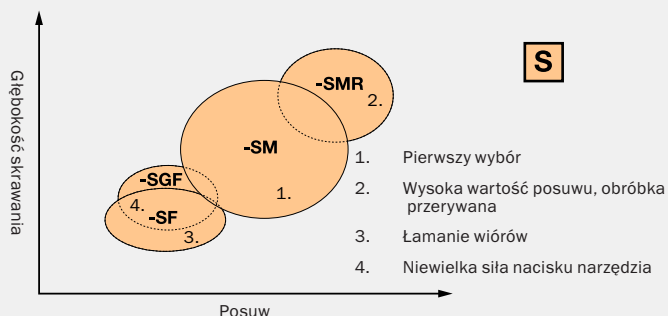 Głębokość skrawania
S
-SMR
2.
-SM
1.
-SGF
4.
-SF
3.
1. Pierwszy wybór
2. Wysoka wartość posuwu, obróbka
przerywana
3. Łamanie wiórów
4. Niewielka siła nacisku narzędzia
Posuw